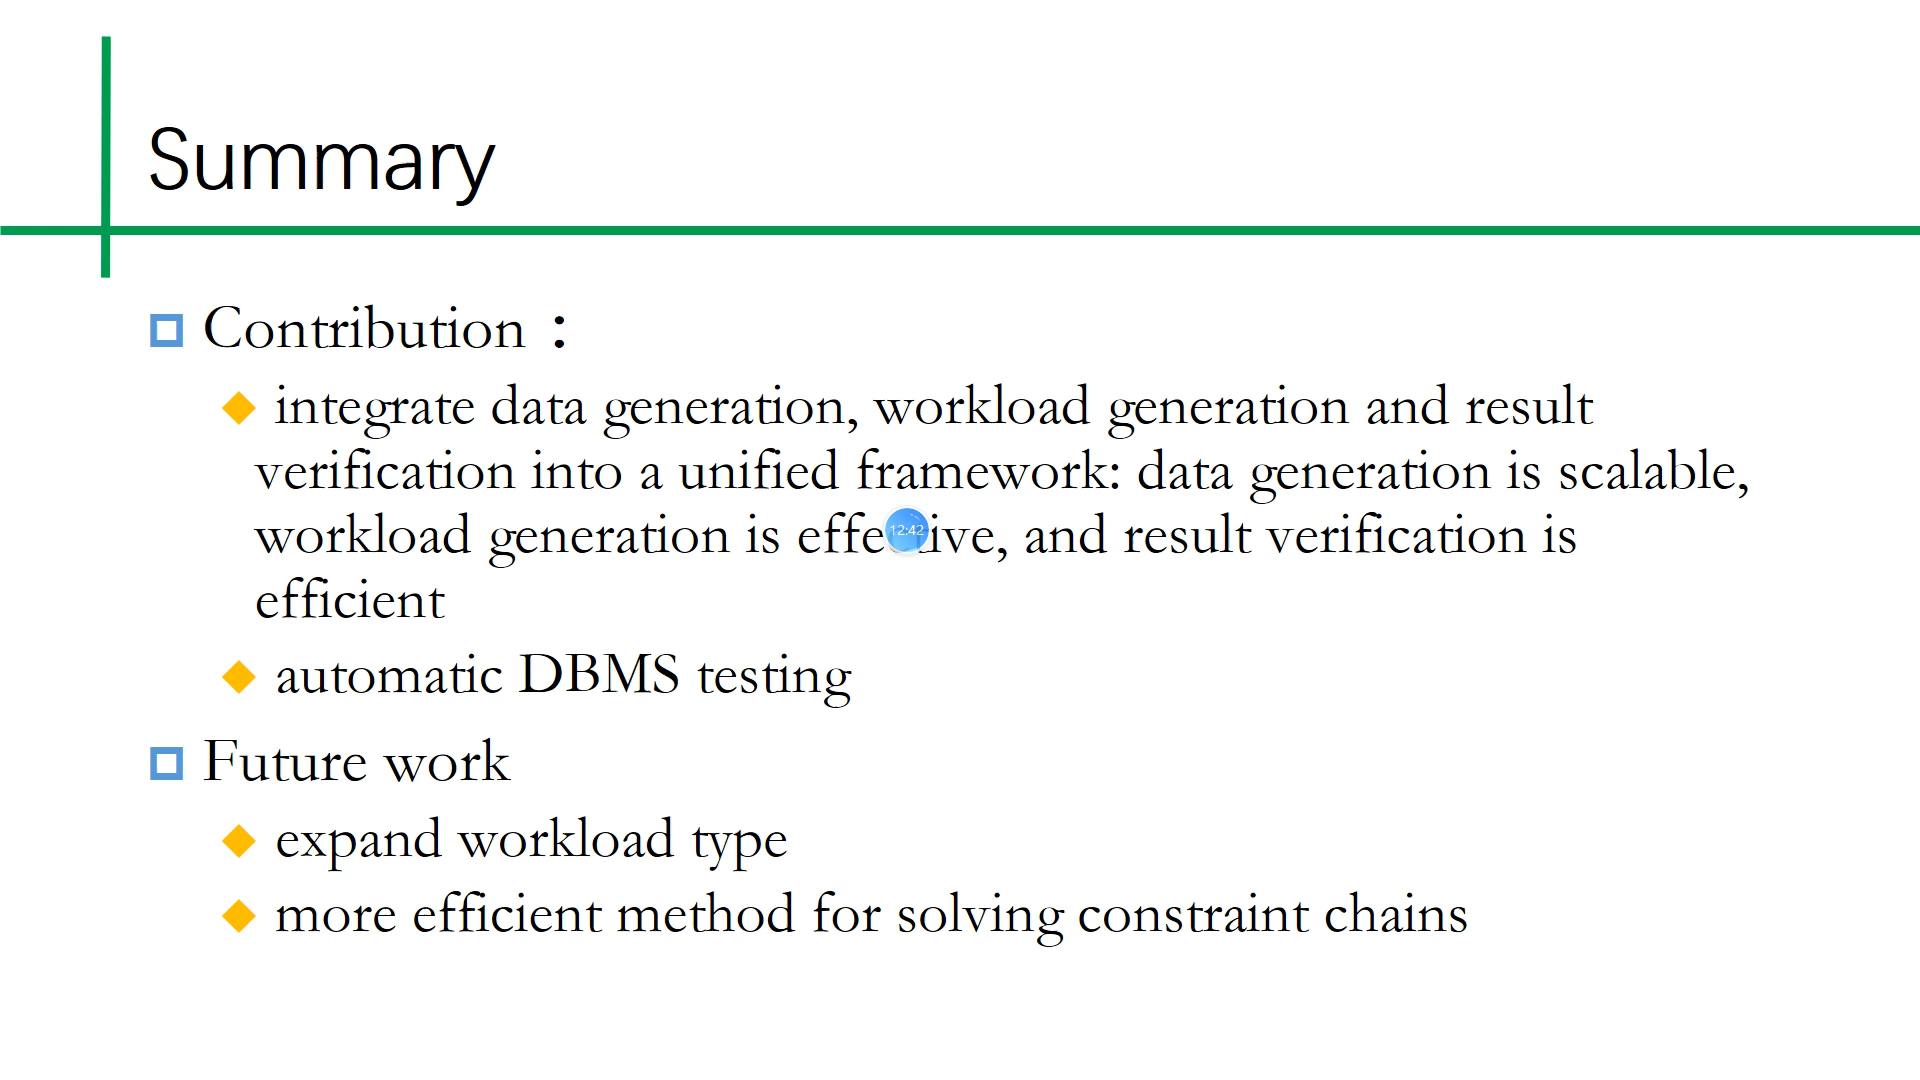 Summary
Contribution：
integrate data generation, workload generation and result
verification into a unified framework: data generation is scalable,
workload generation is effective, and result verification is
12:42
efficient
automatic DBMS testing
Future work
expand workload type
more efficient method for solving constraint chains